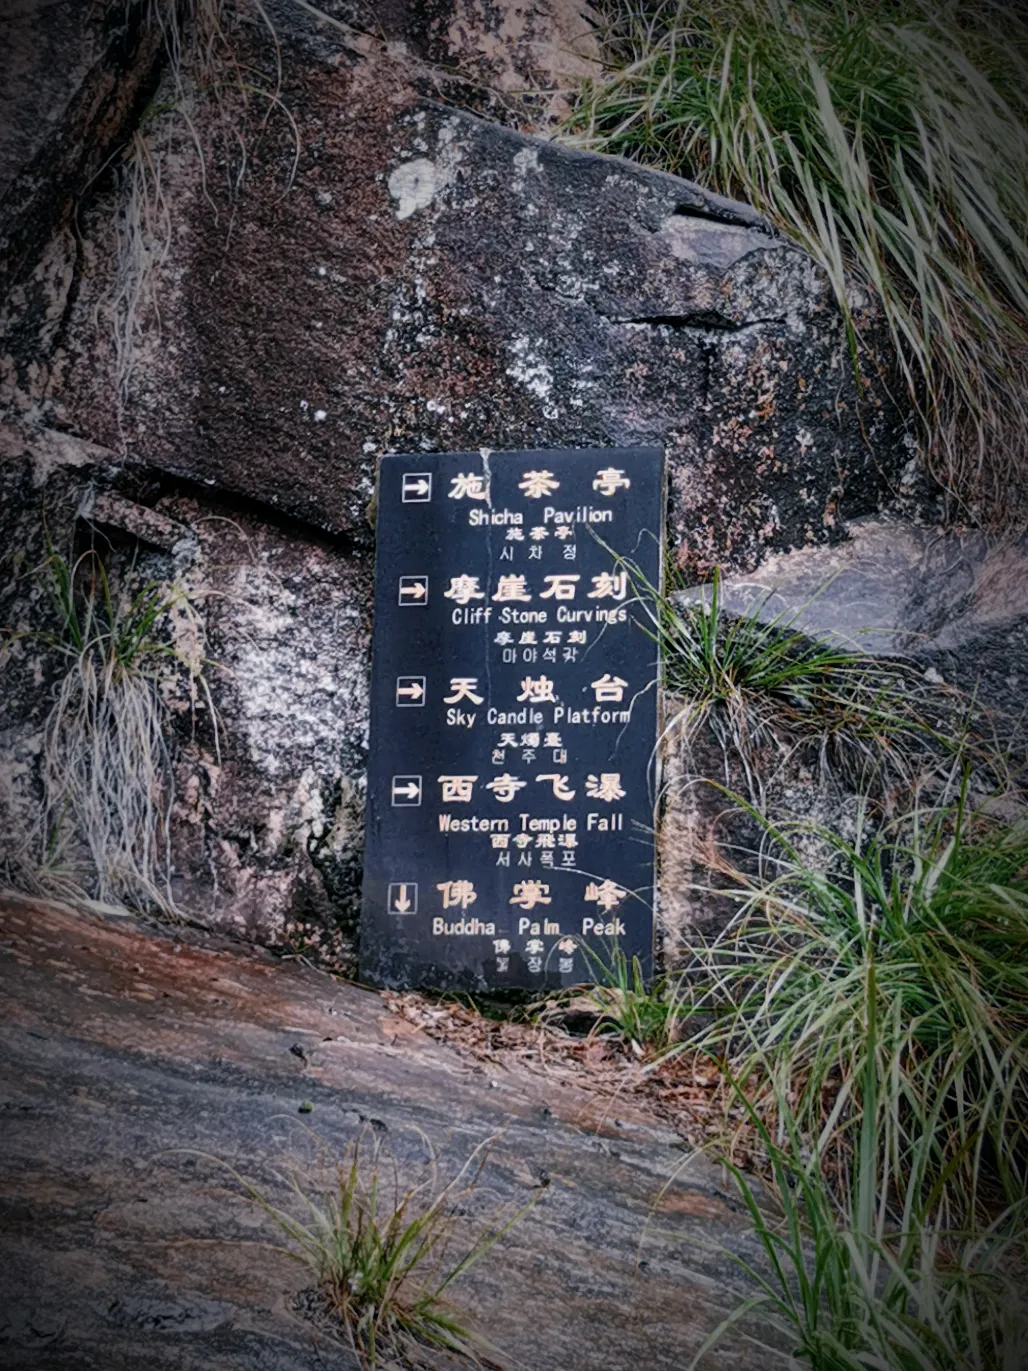 → 施茶亭
Shicha Pavilion
施茶亭
시차정
→ 摩崖石刻
Cliff Stone Curvings
摩崖石刻
마야석각
→ 天烛台
Sky Candle Platform
天燭臺
천주대
→ 西寺飞瀑
Western Temple Fall
西寺飛瀑
서사폭포
↓ 佛掌峰
Buddha Palm Peak
佛掌峰
불장봉